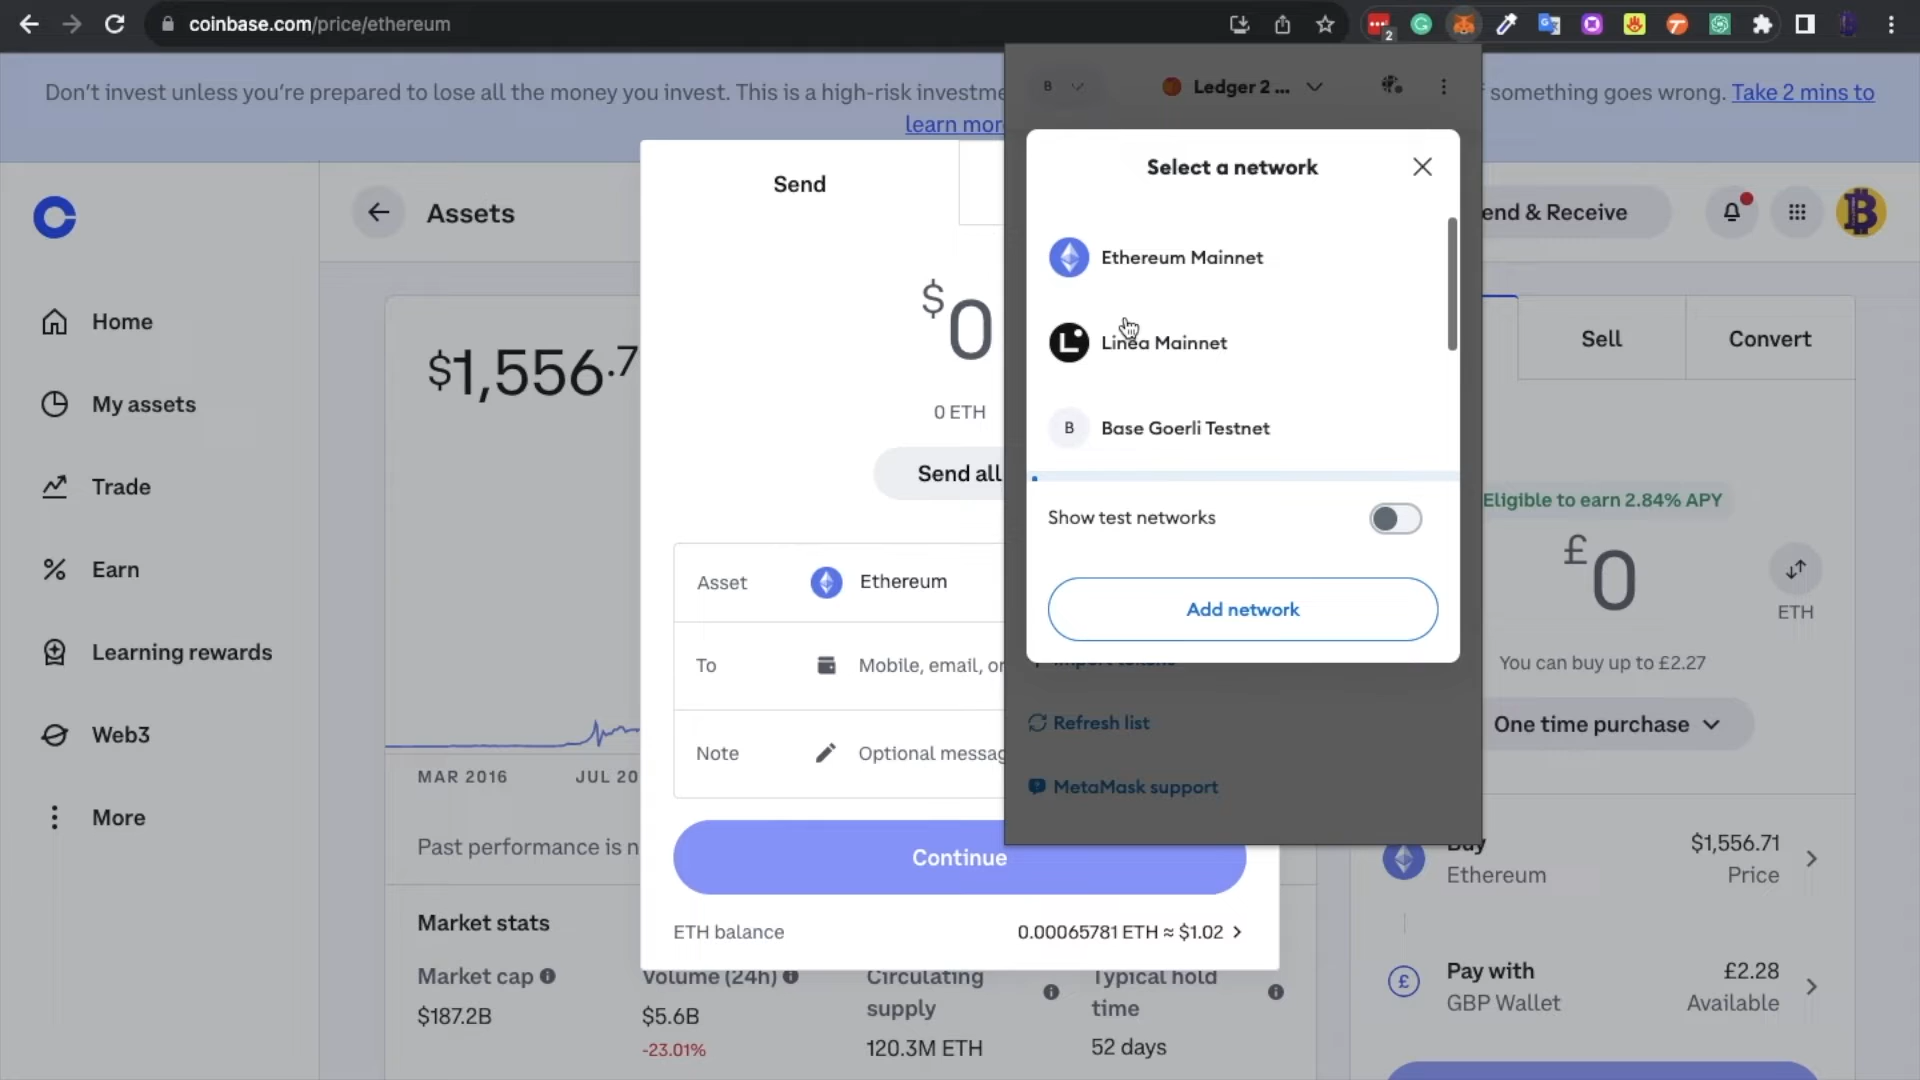 coinbase.com/price/ethereum
2
Don't invest unless you're prepared to lose all the money you invest. This is a high-risk investme
something goes wrong. Take 2 mins to
learn mor
B
Ledger 2 ...
Select a network
Ethereum Mainnet
Linea Mainnet
B
Base Goerli Testnet
Show test networks
Add network
Import tokens
Refresh list
MetaMask support
Send
$0
0 ETH
Send all
Asset
Ethereum
To
Mobile, email, or
Note
Optional messag
Continue
ETH balance
0.00065781 ETH ≈ $1.02
Assets
end & Receive
Home
My assets
Trade
Earn
Learning rewards
Web3
More
$1,556.7
MAR 2016
JUL 20
Past performance is n
Market stats
Market cap
$187.2B
Volume (24h)
$5.6B
-23.01%
Circulating
supply
120.3M ETH
Typical hold
time
52 days
Sell
Convert
Eligible to earn 2.84% APY
£0
ETH
You can buy up to £2.27
One time purchase
Buy
Ethereum
$1,556.71
Price
Pay with
GBP Wallet
£2.28
Available